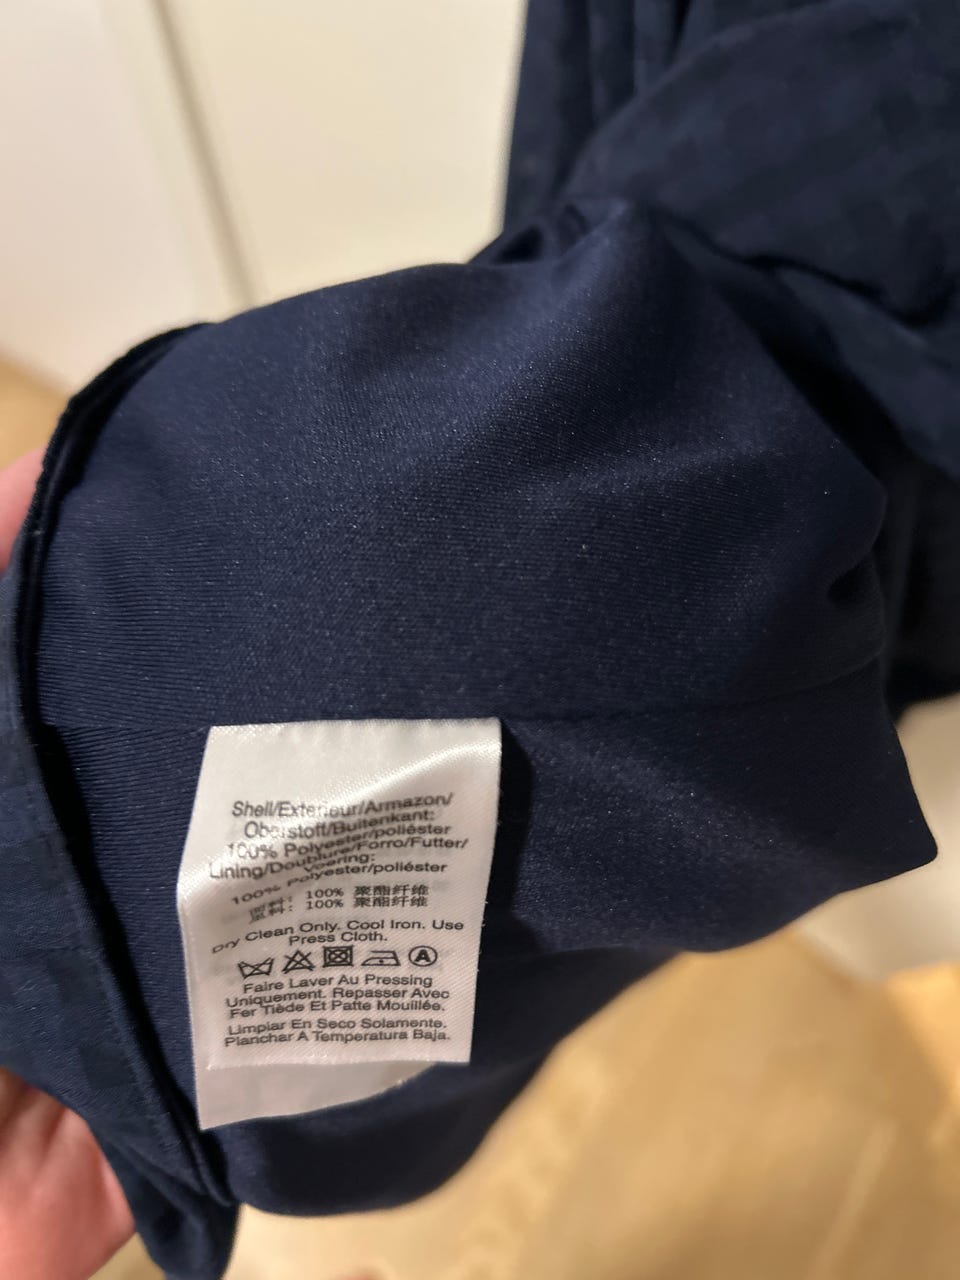 Shell/Exterieur/Armazon/
Oberstoff/Buitenkant:
100% Polyester/poliéster
Lining/Doublure/Forro/Futter/
Voering:
100% Polyester/poliéster
面料: 100% 聚酯纤维
里料: 100% 聚酯纤维
Dry Clean Only. Cool Iron. Use
Press Cloth.
A
Faire Laver Au Pressing
Uniquement. Repasser Avec
Fer Tiède Et Patte Mouillée.
Limpiar En Seco Solamente.
Planchar A Temperatura Baja.